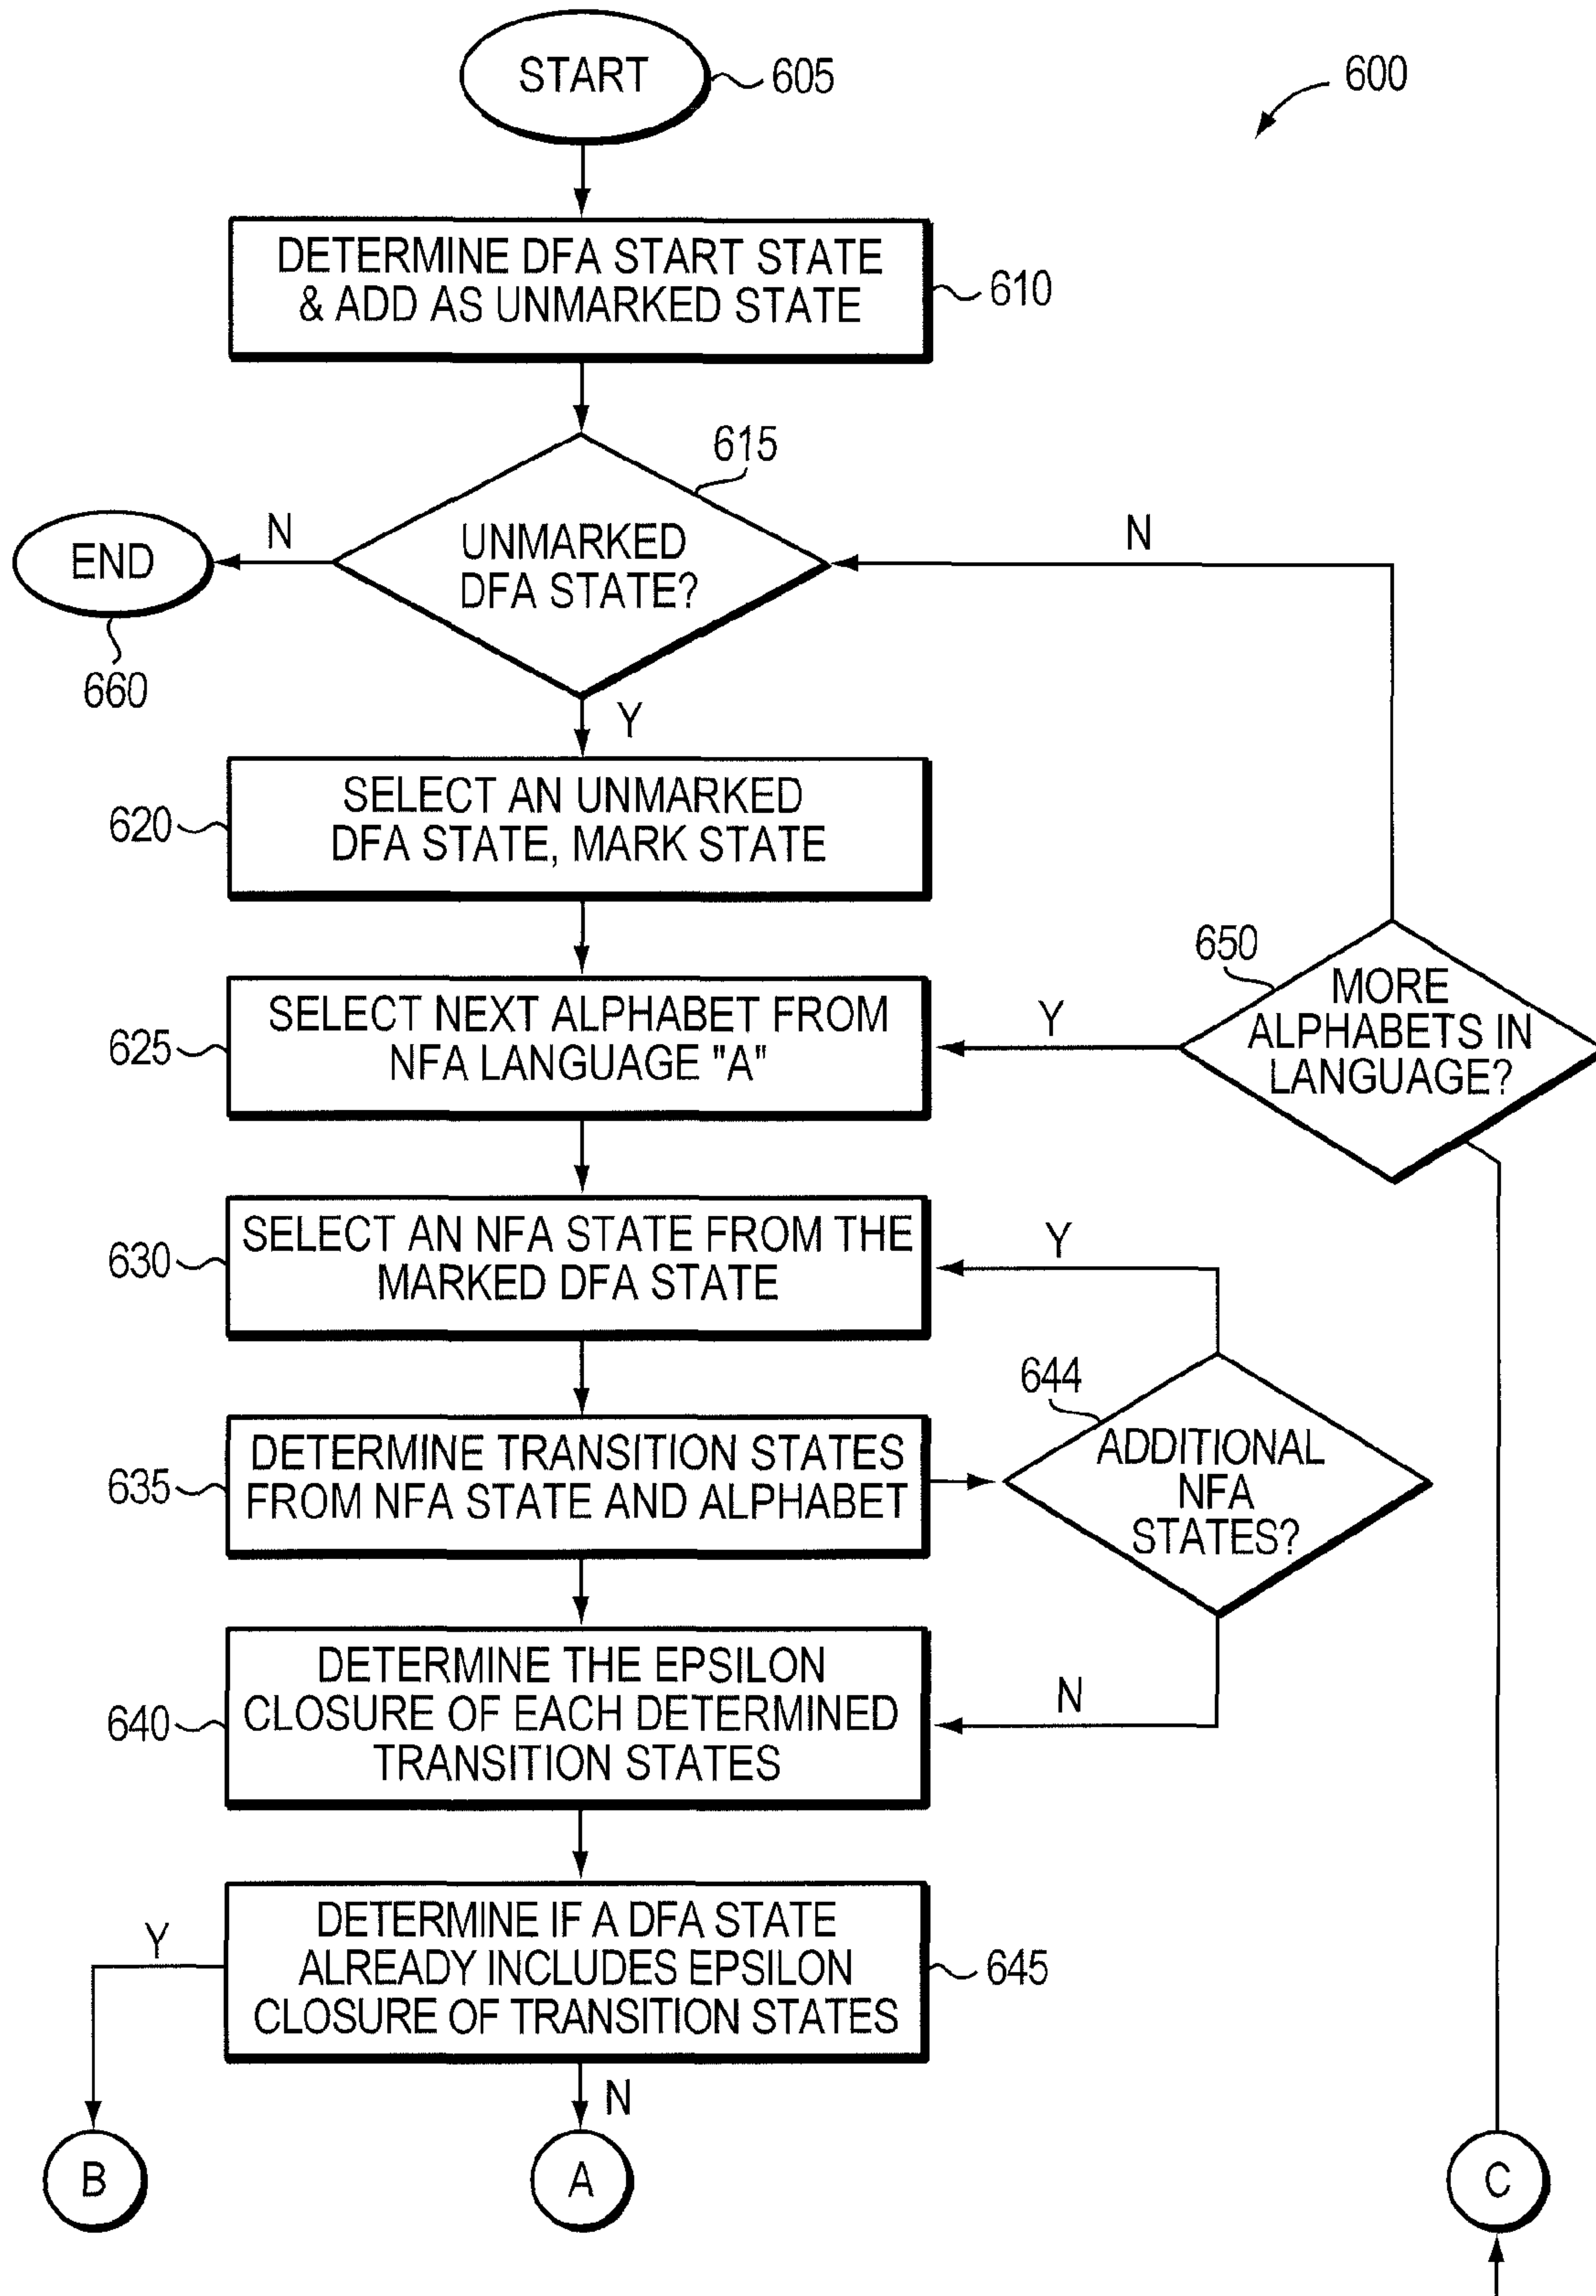 START
605
600
DETERMINE DFA START STATE
& ADD AS UNMARKED STATE
610
615
UNMARKED
DFA STATE?
N
END
660
N
Y
SELECT AN UNMARKED
DFA STATE, MARK STATE
620
650
MORE
ALPHABETS IN
LANGUAGE?
Y
SELECT NEXT ALPHABET FROM
NFA LANGUAGE "A"
625
SELECT AN NFA STATE FROM THE
MARKED DFA STATE
630
Y
644
ADDITIONAL
NFA
STATES?
DETERMINE TRANSITION STATES
FROM NFA STATE AND ALPHABET
635
DETERMINE THE EPSILON
CLOSURE OF EACH DETERMINED
TRANSITION STATES
640
N
DETERMINE IF A DFA STATE
ALREADY INCLUDES EPSILON
CLOSURE OF TRANSITION STATES
645
Y
N
B
A
C